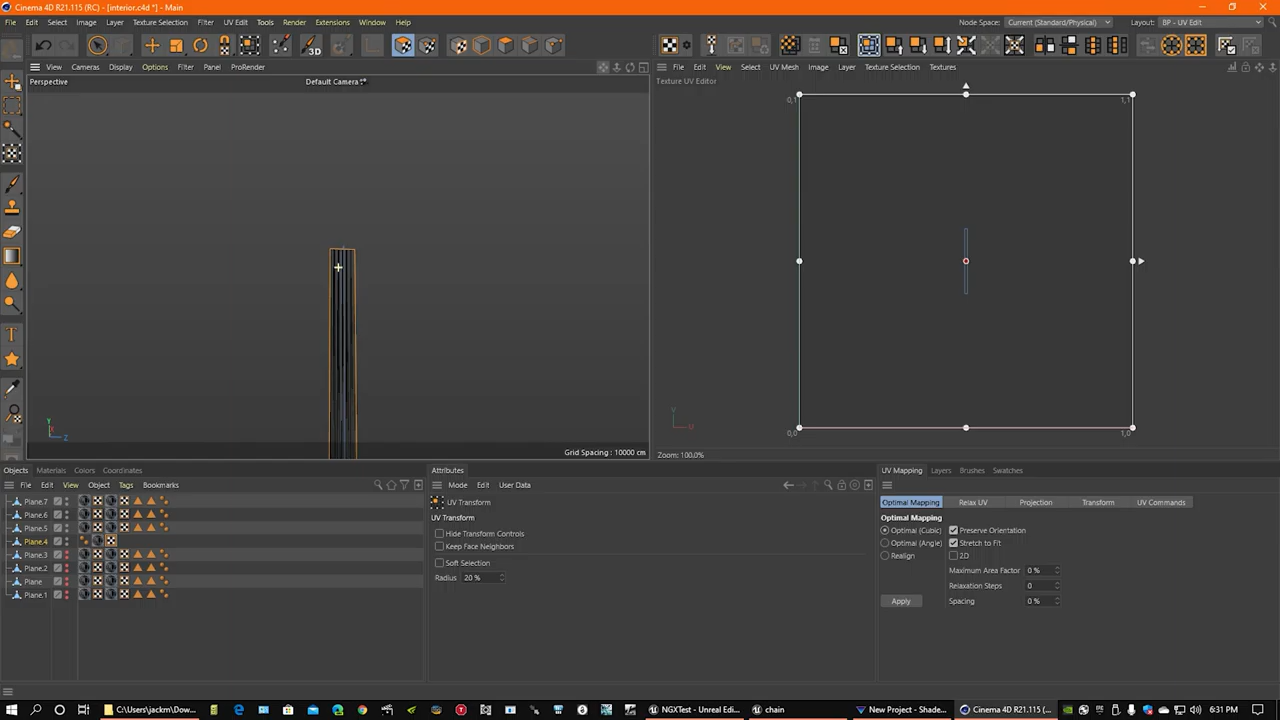 Cinema 4D R21.115 (RC) - [interior.c4d *] - Main
File Edit Select Image Layer Texture Selection Filter UV Edit Tools Render Extensions Window Help
Node Space: Current (Standard/Physical) Layout: BP - UV Edit
View Cameras Display Options Filter Panel ProRender
File Edit View Select UV Mesh Image Layer Texture Selection Textures
Perspective
Default Camera
Texture UV Editor
0,1
1,1
0,0
1,0
Y
X
Z
V
U
Grid Spacing : 10000 cm
Zoom: 100.0%
Objects Materials Colors Coordinates
File Edit View Object Tags Bookmarks
Plane.7
Plane.6
Plane.5
Plane.4
Plane.3
Plane.2
Plane
Plane.1
Attributes
Mode Edit User Data
UV Transform
UV Transform
Hide Transform Controls
Keep Face Neighbors
Soft Selection
Radius 20 %
UV Mapping Layers Brushes Swatches
Optimal Mapping Relax UV Projection Transform UV Commands
Optimal Mapping
Optimal (Cubic) Preserve Orientation
Optimal (Angle) Stretch to Fit
Realign 2D
Maximum Area Factor 0 %
Relaxation Steps 0
Apply Spacing 0 %
C:\Users\jackm\Dow...
NGXTest - Unreal Edi...
chain
New Project - Shade...
Cinema 4D R21.115 (...
6:31 PM